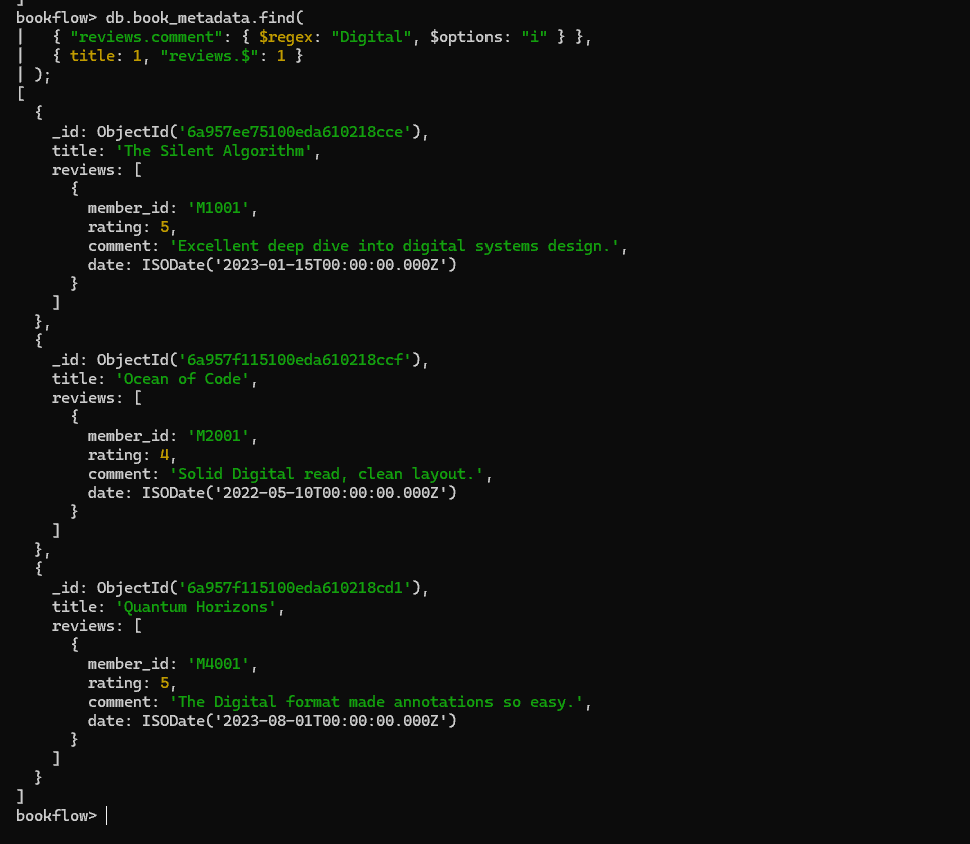 ]
bookflow> db.book_metadata.find(
|   { "reviews.comment": { $regex: "Digital", $options: "i" } },
|   { title: 1, "reviews.$": 1 }
| );
[
  {
    _id: ObjectId('6a957ee75100eda610218cce'),
    title: 'The Silent Algorithm',
    reviews: [
      {
        member_id: 'M1001',
        rating: 5,
        comment: 'Excellent deep dive into digital systems design.',
        date: ISODate('2023-01-15T00:00:00.000Z')
      }
    ]
  },
  {
    _id: ObjectId('6a957f115100eda610218ccf'),
    title: 'Ocean of Code',
    reviews: [
      {
        member_id: 'M2001',
        rating: 4,
        comment: 'Solid Digital read, clean layout.',
        date: ISODate('2022-05-10T00:00:00.000Z')
      }
    ]
  },
  {
    _id: ObjectId('6a957f115100eda610218cd1'),
    title: 'Quantum Horizons',
    reviews: [
      {
        member_id: 'M4001',
        rating: 5,
        comment: 'The Digital format made annotations so easy.',
        date: ISODate('2023-08-01T00:00:00.000Z')
      }
    ]
  }
]
bookflow>